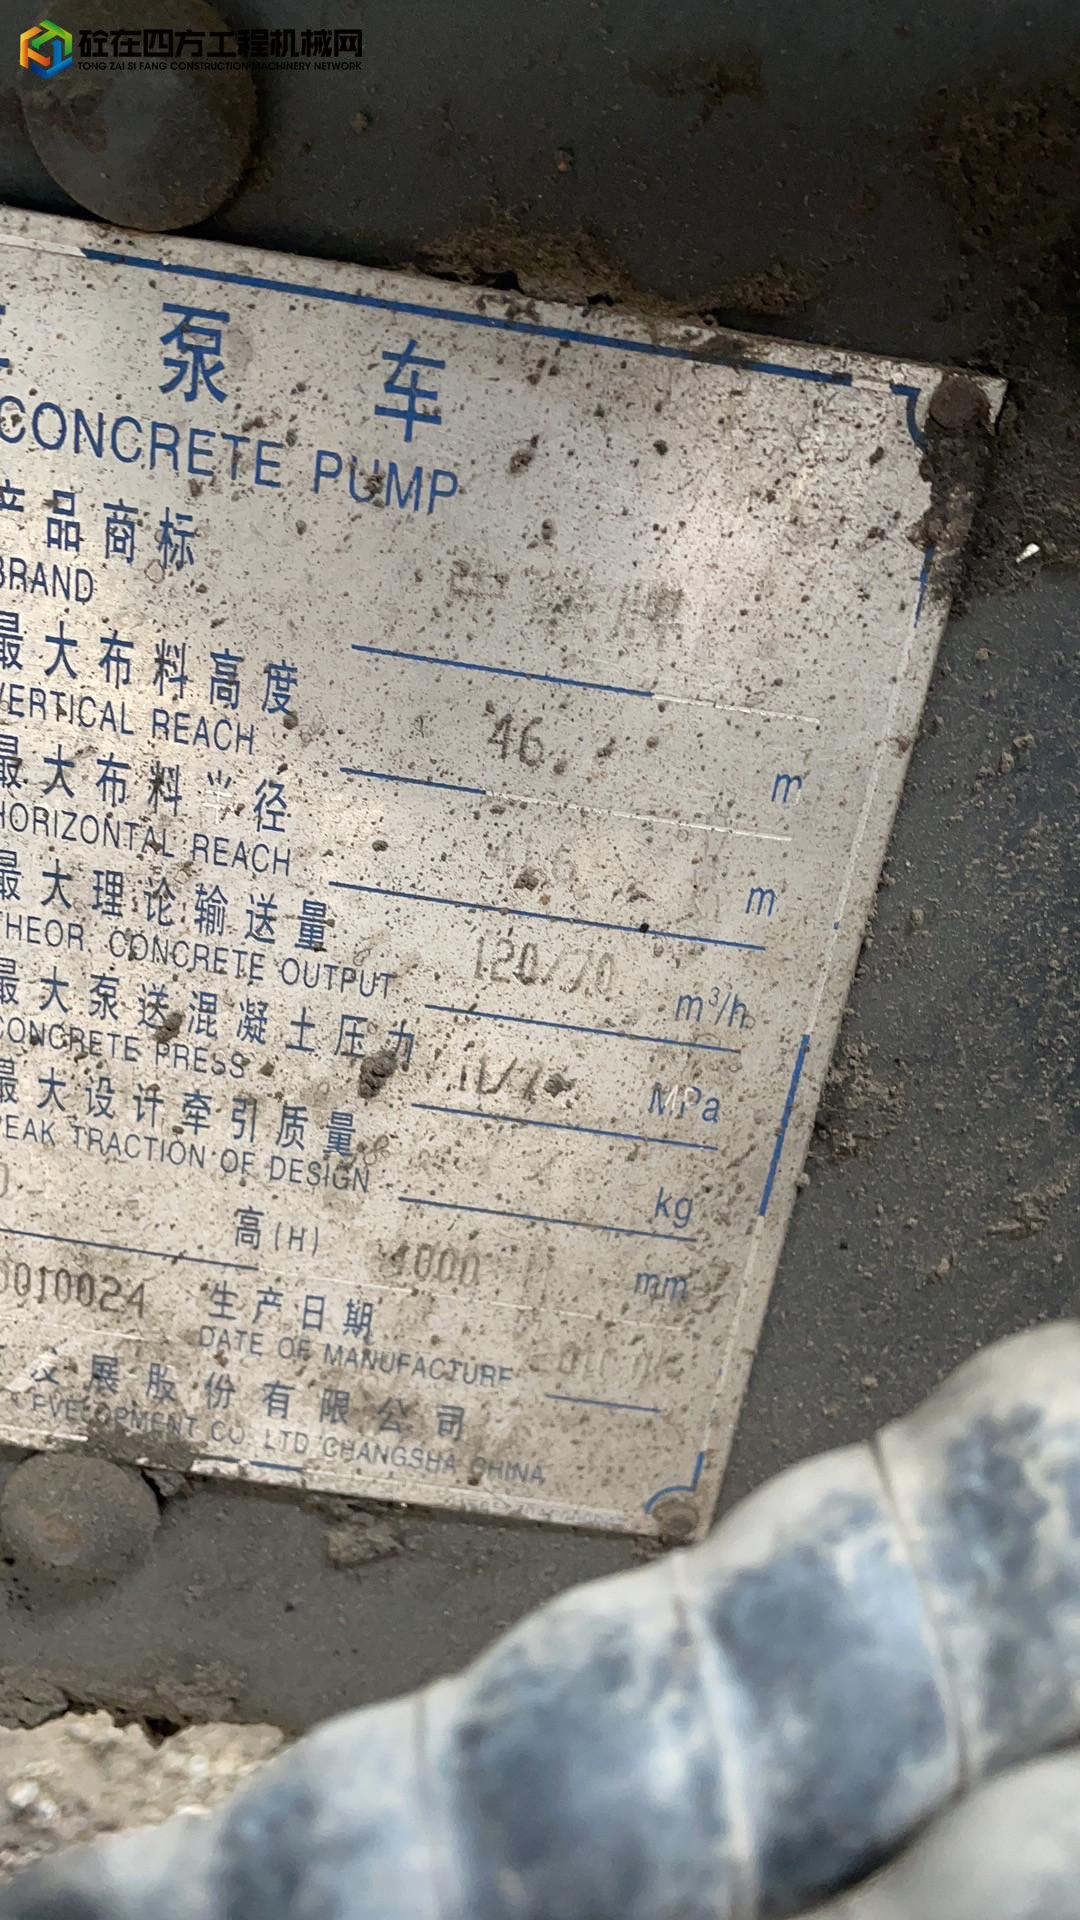 砼在四方工程机械网
TONG ZAI SI FANG CONSTRUCTION MACHINERY NETWORK
泵 车
CONCRETE PUMP
产品商标
BRAND
最大布料高度
VERTICAL REACH 46 m
最大布料半径
HORIZONTAL REACH m
最大理论输送量
THEOR. CONCRETE OUTPUT 120/70 m³/h
最大泵送混凝土压力
CONCRETE PRESS MPa
最大设计牵引质量
PEAK TRACTION OF DESIGN kg
高(H) 4000 mm
0010024 生产日期
DATE OF MANUFACTURE
展股份有限公司
EVELOPMENT CO. LTD CHANGSHA CHINA